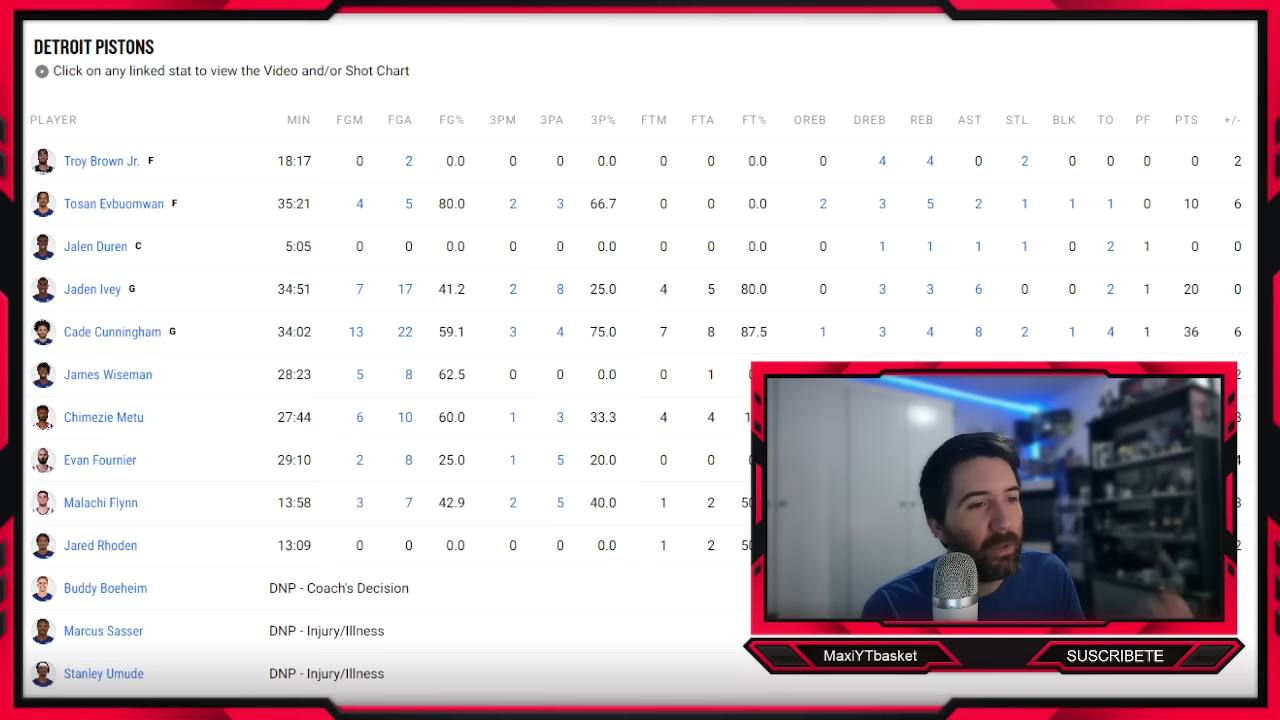 DETROIT PISTONS
Click on any linked stat to view the Video and/or Shot Chart
PLAYER MIN FGM FGA FG% 3PM 3PA 3P% FTM FTA FT% OREB DREB REB AST STL BLK TO PF PTS +/-
Troy Brown Jr. F 18:17 0 2 0.0 0 0 0.0 0 0 0.0 0 4 4 0 2 0 0 0 0 2
Tosan Evbuomwan F 35:21 4 5 80.0 2 3 66.7 0 0 0.0 2 3 5 2 1 1 1 0 10 6
Jalen Duren C 5:05 0 0 0.0 0 0 0.0 0 0 0.0 0 1 1 1 1 0 2 1 0 0
Jaden Ivey G 34:51 7 17 41.2 2 8 25.0 4 5 80.0 0 3 3 6 0 0 2 1 20 0
Cade Cunningham G 34:02 13 22 59.1 3 4 75.0 7 8 87.5 1 3 4 8 2 1 4 1 36 6
James Wiseman 28:23 5 8 62.5 0 0 0.0 0 1
Chimezie Metu 27:44 6 10 60.0 1 3 33.3 4 4
Evan Fournier 29:10 2 8 25.0 1 5 20.0 0 0
Malachi Flynn 13:58 3 7 42.9 2 5 40.0 1 2
Jared Rhoden 13:09 0 0 0.0 0 0 0.0 1 2
Buddy Boeheim DNP - Coach's Decision
Marcus Sasser DNP - Injury/Illness
Stanley Umude DNP - Injury/Illness
MaxiYTbasket
SUSCRIBETE